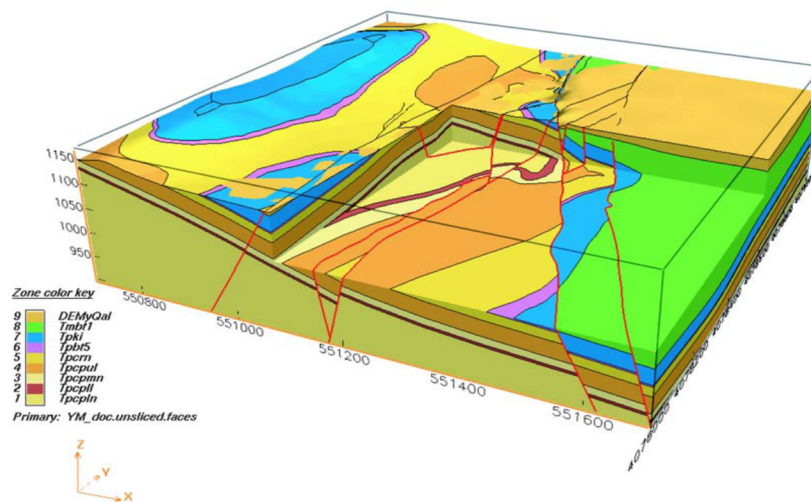 1150
1100
1050
1000
950
550800
551000
551200
551400
551600
4078000
Zone color key
9 DEMyQal
8 Tmbt1
7 Tpki
6 Tpbt5
5 Tpcrn
4 Tpcpul
3 Tpcpmn
2 Tpcpll
1 Tpcpln
Primary: YM_doc.unsliced.faces
Z
Y
X